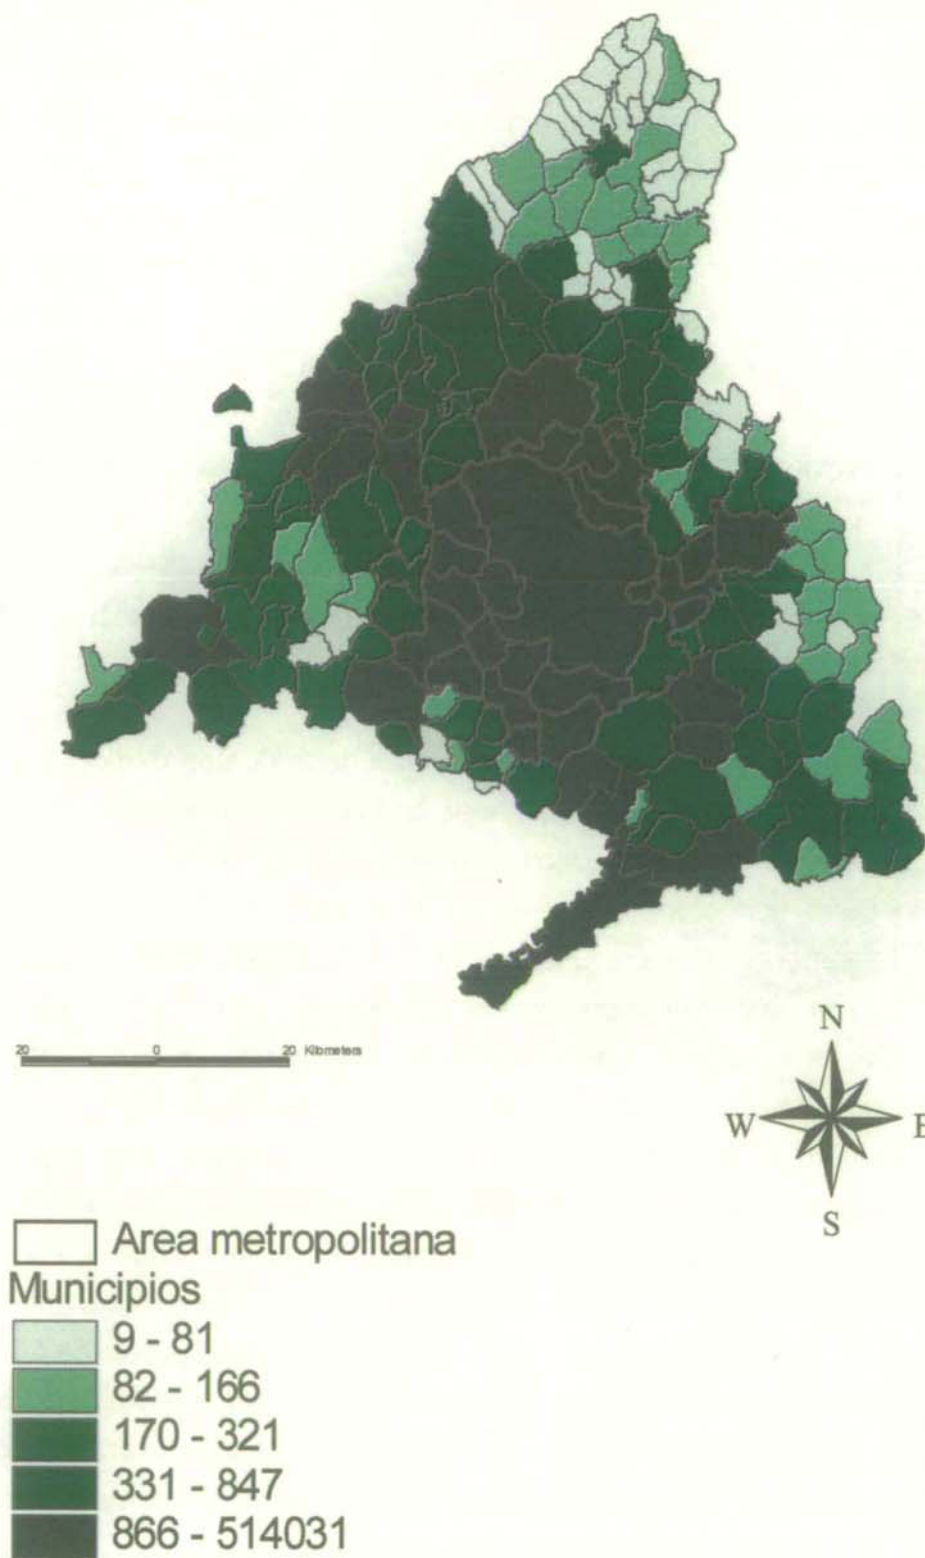 20 0 20 Kilometers
N
W E
S
Area metropolitana
Municipios
9 - 81
82 - 166
170 - 321
331 - 847
866 - 514031